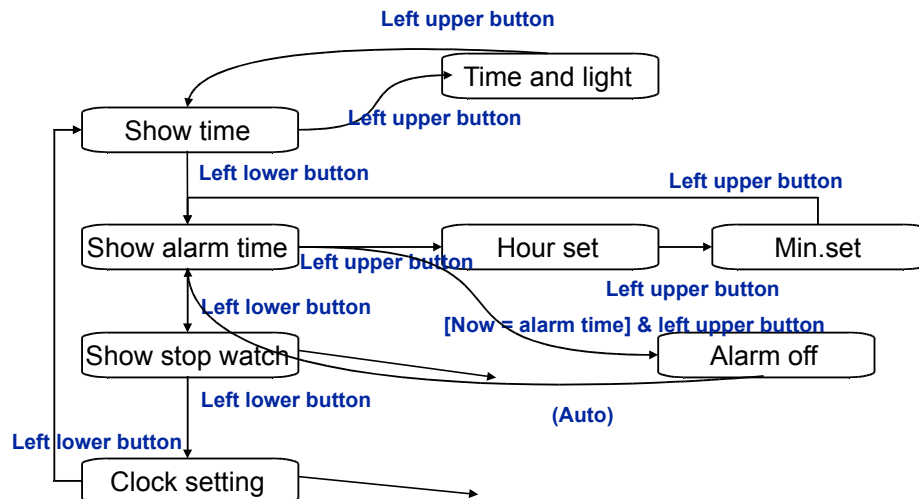 Left upper button
Time and light
Left upper button
Show time
Left lower button
Left upper button
Show alarm time
Hour set
Min.set
Left upper button
Left upper button
Left lower button
[Now = alarm time] & left upper button
Show stop watch
Alarm off
Left lower button
(Auto)
Left lower button
Clock setting